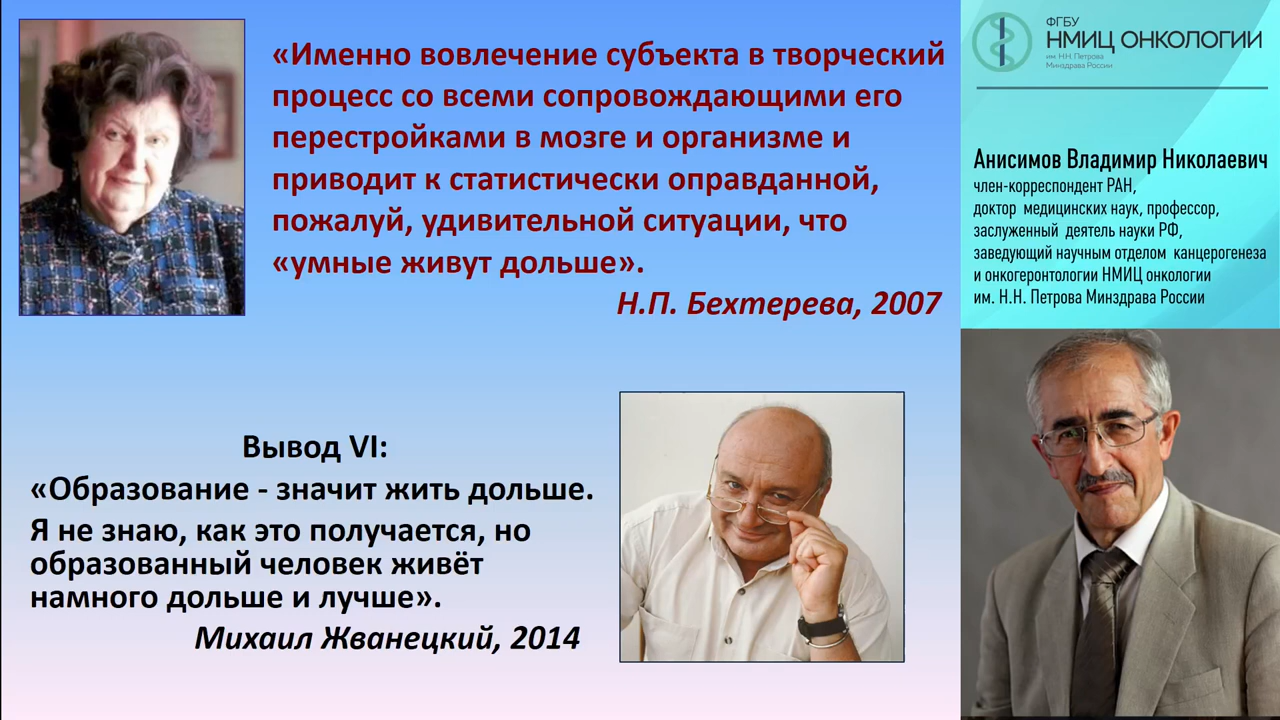 «Именно вовлечение субъекта в творческий
процесс со всеми сопровождающими его
перестройками в мозге и организме и
приводит к статистически оправданной,
пожалуй, удивительной ситуации, что
«умные живут дольше».
Н.П. Бехтерева, 2007
Вывод VI:
«Образование - значит жить дольше.
Я не знаю, как это получается, но
образованный человек живёт
намного дольше и лучше».
Михаил Жванецкий, 2014
ФГБУ
НМИЦ ОНКОЛОГИИ
им. Н.Н. Петрова
Минздрава России
Анисимов Владимир Николаевич
член-корреспондент РАН,
доктор медицинских наук, профессор,
заслуженный деятель науки РФ,
заведующий научным отделом канцерогенеза
и онкогеронтологии НМИЦ онкологии
им. Н.Н. Петрова Минздрава России